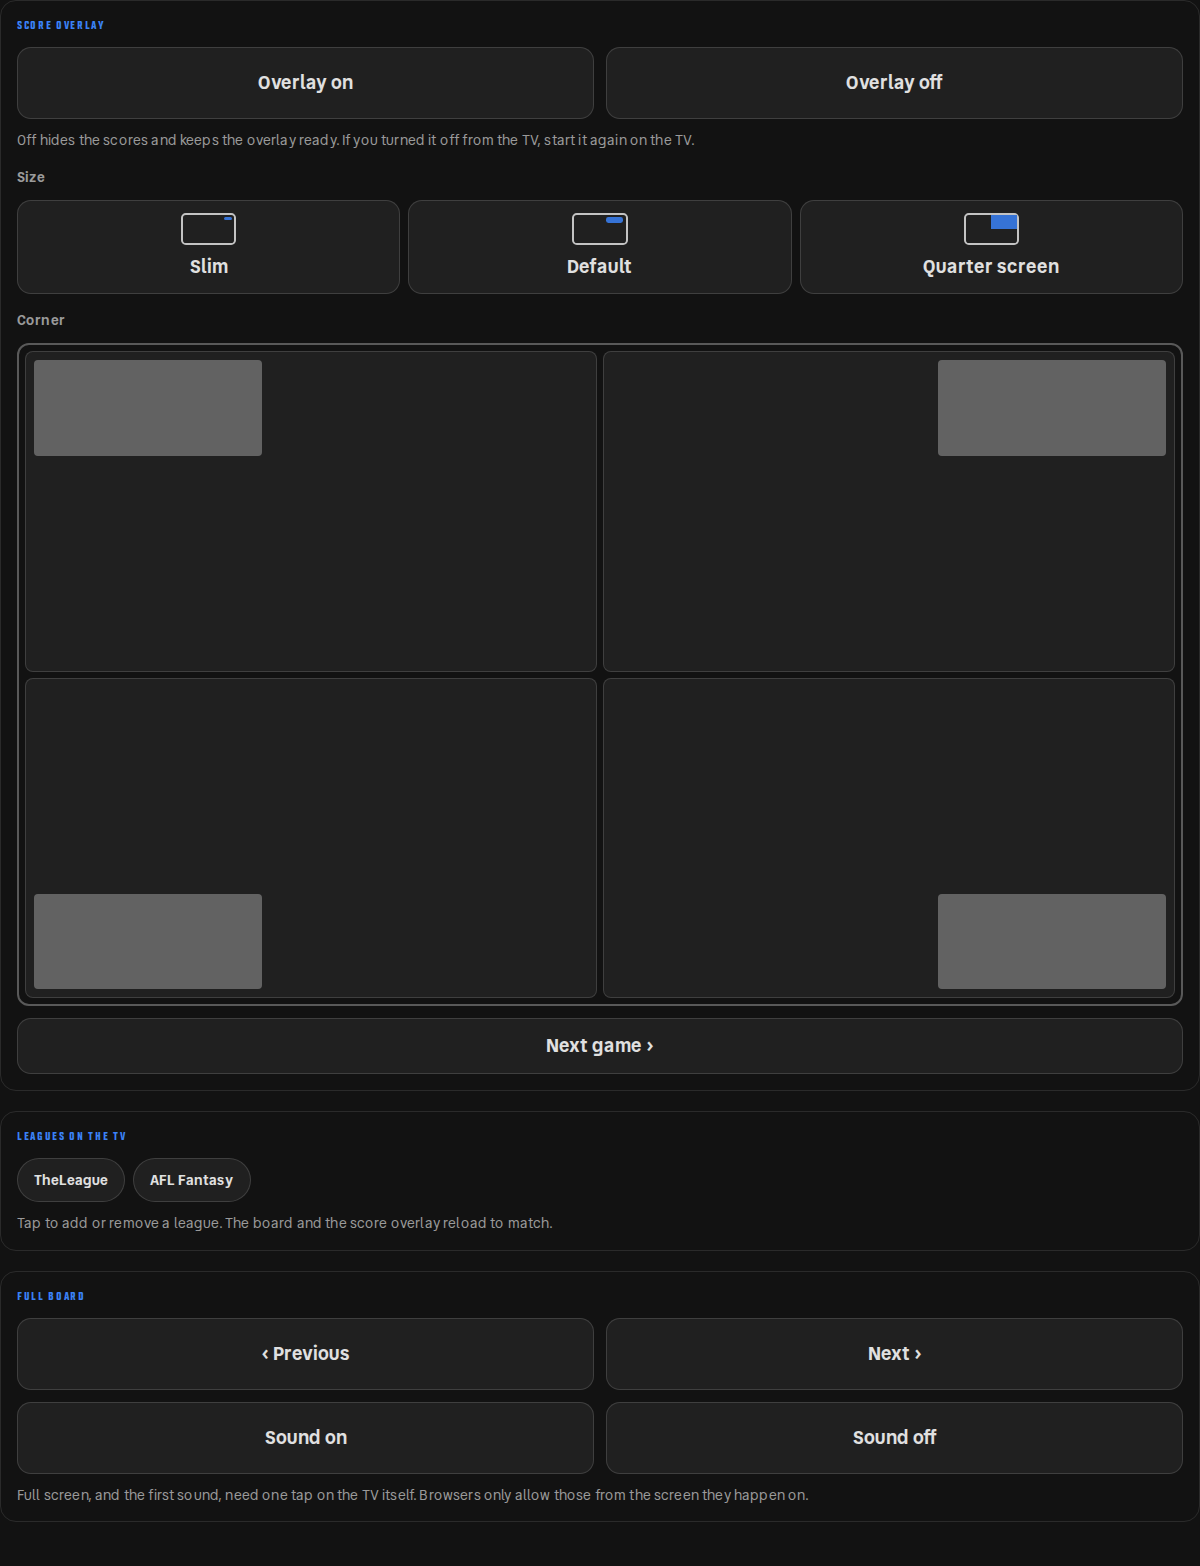 SCORE OVERLAY
Overlay on
Overlay off
Off hides the scores and keeps the overlay ready. If you turned it off from the TV, start it again on the TV.
Size
Slim
Default
Quarter screen
Corner
Next game ›
LEAGUES ON THE TV
TheLeague
AFL Fantasy
Tap to add or remove a league. The board and the score overlay reload to match.
FULL BOARD
‹ Previous
Next ›
Sound on
Sound off
Full screen, and the first sound, need one tap on the TV itself. Browsers only allow those from the screen they happen on.